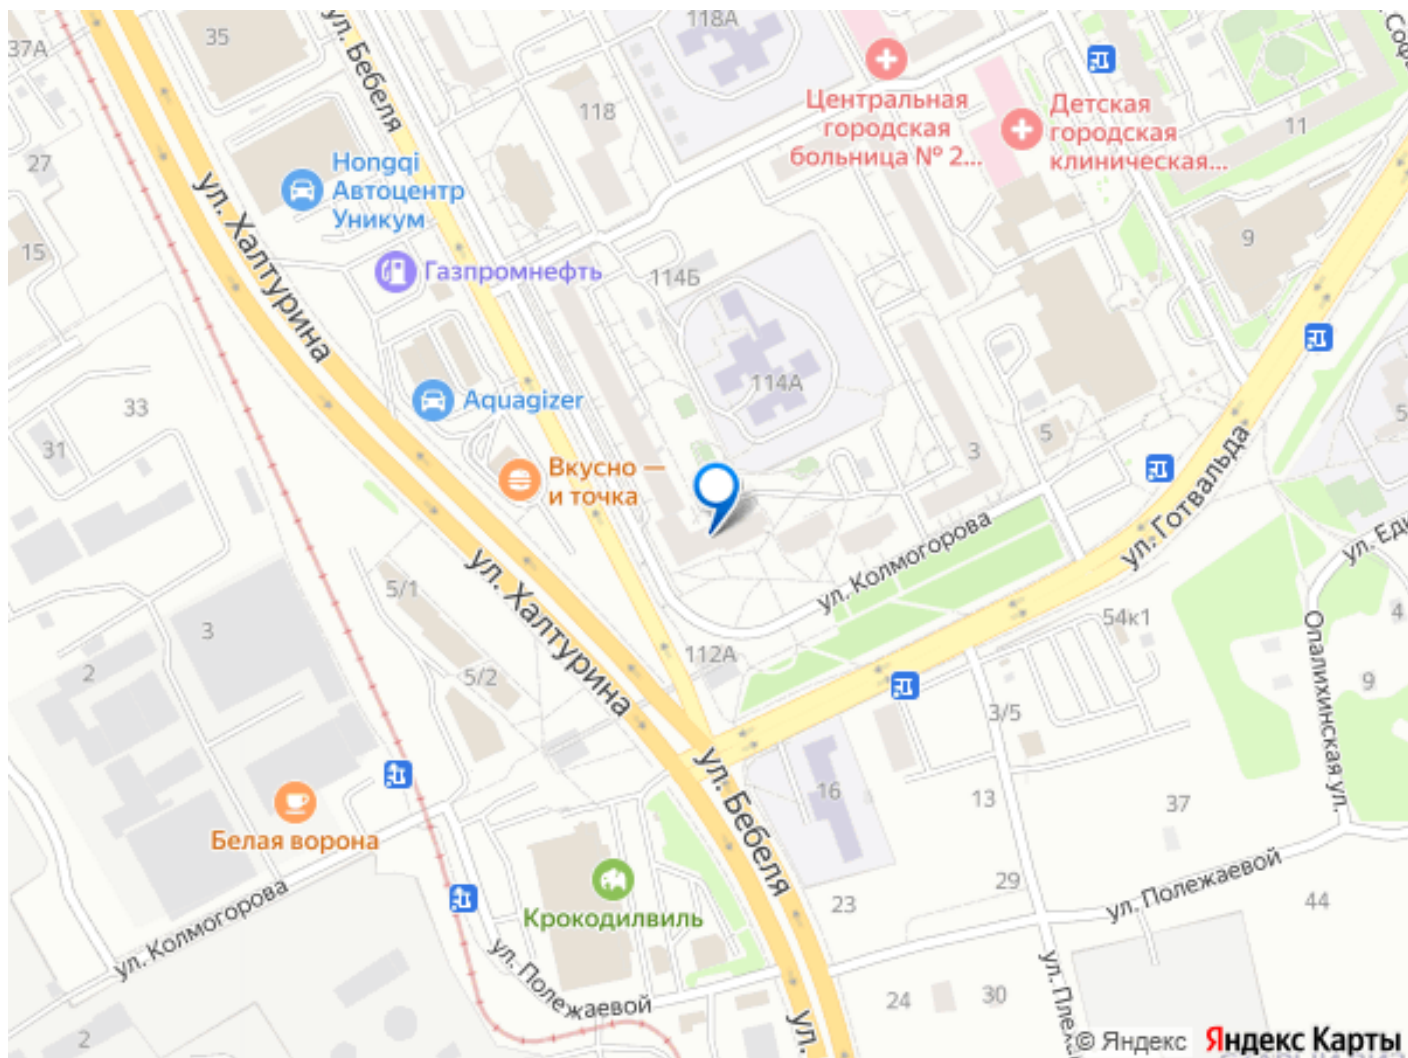 37А
35
ул. Бебеля
118А
118
Центральная
городская
больница № 2...
Детская
городская
клиническая...
Софь
11
27
15
Hongqi
Автоцентр
Уникум
ул. Халтурина
Газпромнефть
114Б
9
114А
Aquagizer
33
31
5
5
3
Вкусно —
и точка
ул. Готвальда
ул. Колмогорова
ул. Халтурина
5/1
3
2
5/2
112А
54к1
Опалихинская ул.
4
9
3/5
16
13
37
ул. Бебеля
Белая ворона
ул. Колмогорова
Крокодилвиль
23
29
ул. Полежаевой
44
ул. Полежаевой
24
30
ул.
2
© Яндекс Яндекс Карты